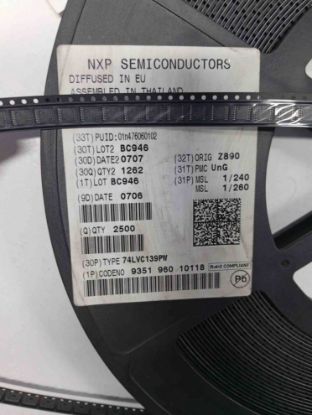 NXP SEMICONDUCTORS
DIFFUSED IN EU
ASSEMBLED IN THAILAND
(33T) PUID:01n476060102
(30T) LOT2 BC946
(30D) DATE2 0707
(30Q) QTY2 1262
(1T) LOT BC946
(9D) DATE 0706
(32T) ORIG Z890
(31T) PMC UnG
(31P) MSL 1/240
MSL 1/260
(Q) QTY 2500
(30P) TYPE 74LVC139PW
(1P) CODENO 9351 960 10118
RoHS COMPLIANT
Pb